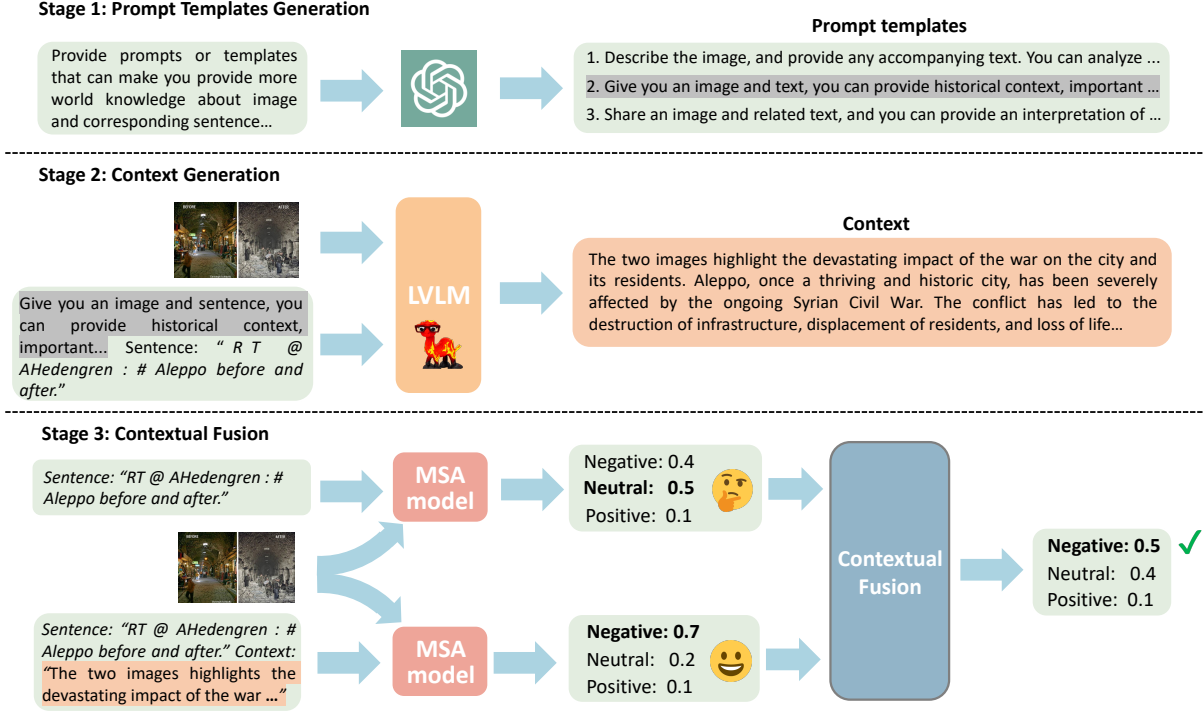 Stage 1: Prompt Templates Generation
Provide prompts or templates
that can make you provide more
world knowledge about image
and corresponding sentence...
Prompt templates
1. Describe the image, and provide any accompanying text. You can analyze ...
2. Give you an image and text, you can provide historical context, important ...
3. Share an image and related text, and you can provide an interpretation of ...
Stage 2: Context Generation
BEFORE
AFTER
Give you an image and sentence, you
can provide historical context,
important... Sentence: “ R T @
AHedengren : # Aleppo before and
after.”
LVLM
Context
The two images highlight the devastating impact of the war on the city and
its residents. Aleppo, once a thriving and historic city, has been severely
affected by the ongoing Syrian Civil War. The conflict has led to the
destruction of infrastructure, displacement of residents, and loss of life...
Stage 3: Contextual Fusion
Sentence: “RT @ AHedengren : #
Aleppo before and after.”
MSA
model
Negative: 0.4
Neutral: 0.5
Positive: 0.1
BEFORE
AFTER
Sentence: “RT @ AHedengren : #
Aleppo before and after.” Context:
“The two images highlights the
devastating impact of the war ...”
MSA
model
Negative: 0.7
Neutral: 0.2
Positive: 0.1
Contextual
Fusion
Negative: 0.5
Neutral: 0.4
Positive: 0.1